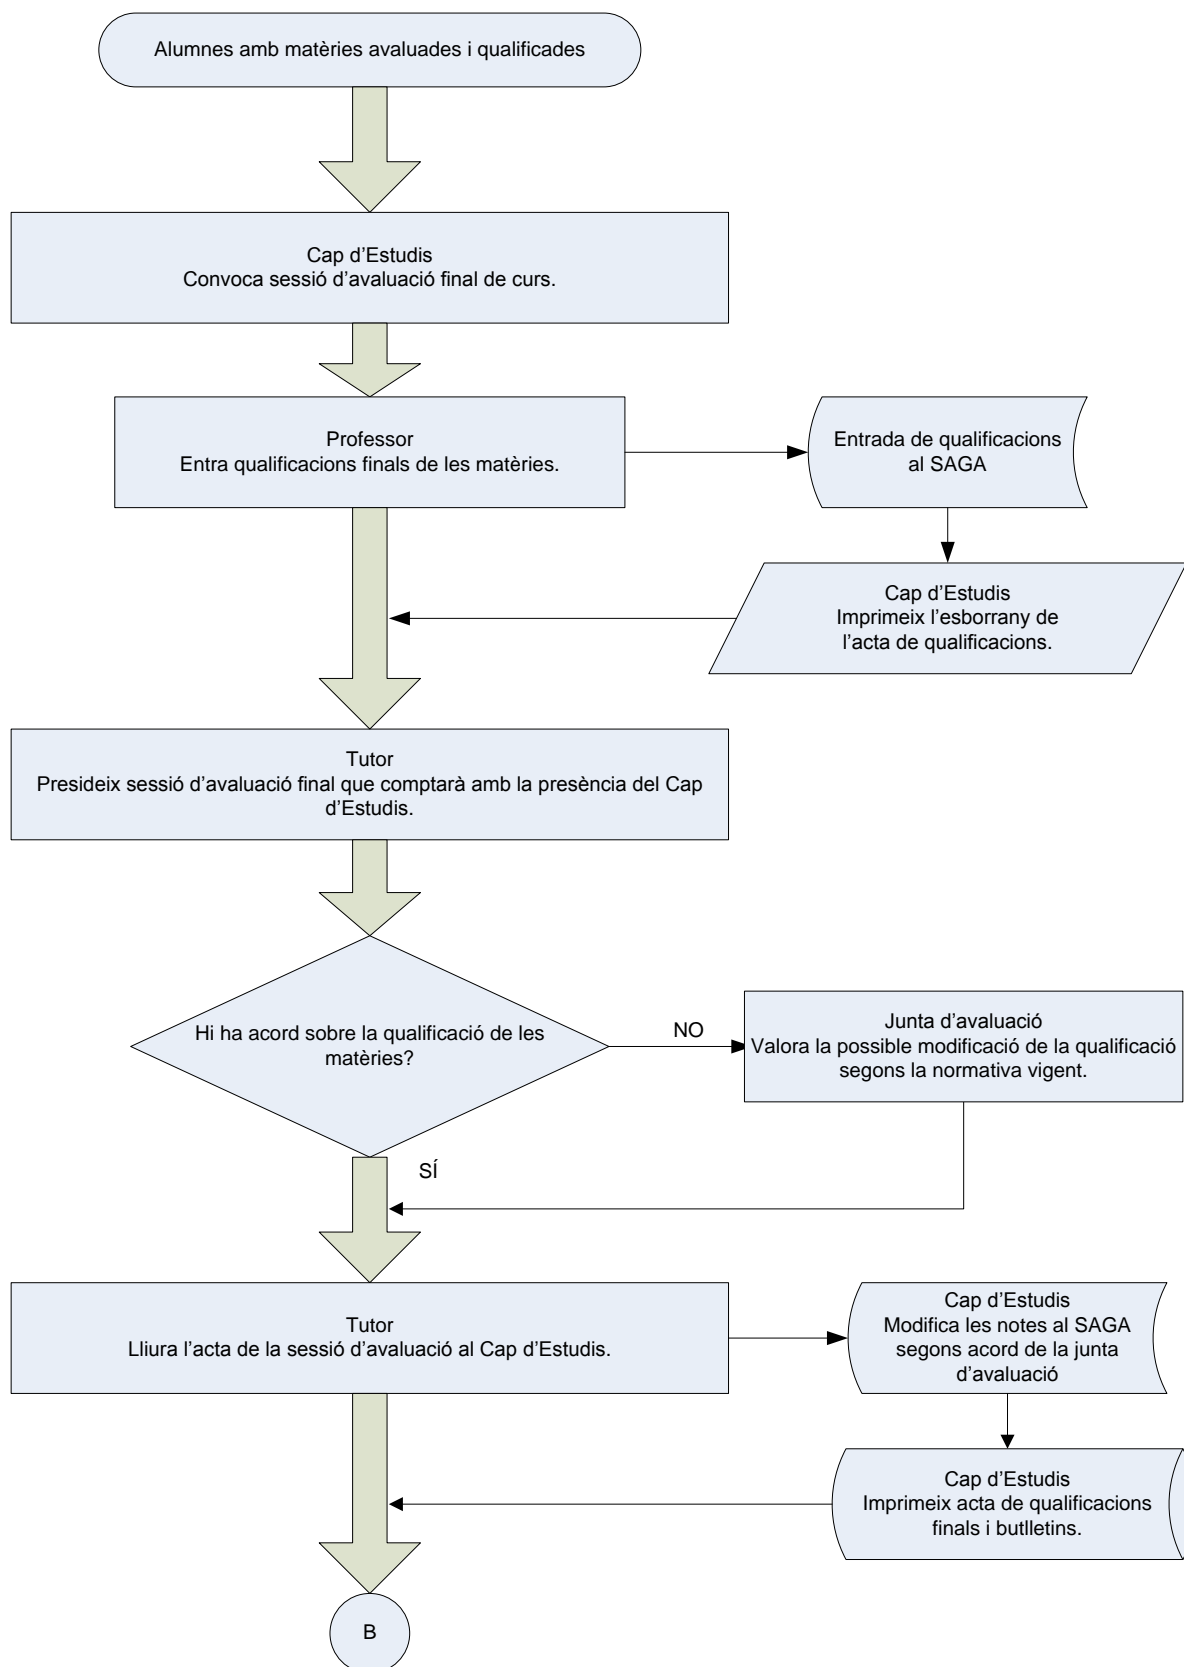 Alumnes amb matèries avaluades i qualificades
Cap d’Estudis
Convoca sessió d’avaluació final de curs.
Professor
Entra qualificacions finals de les matèries.
Entrada de qualificacions
al SAGA
Cap d’Estudis
Imprimeix l’esborrany de
l’acta de qualificacions.
Tutor
Presideix sessió d’avaluació final que comptarà amb la presència del Cap
d’Estudis.
Hi ha acord sobre la qualificació de les
matèries?
NO
Junta d’avaluació
Valora la possible modificació de la qualificació
segons la normativa vigent.
SÍ
Tutor
Lliura l’acta de la sessió d’avaluació al Cap d’Estudis.
Cap d’Estudis
Modifica les notes al SAGA
segons acord de la junta
d’avaluació
Cap d’Estudis
Imprimeix acta de qualificacions
finals i butlletins.
B